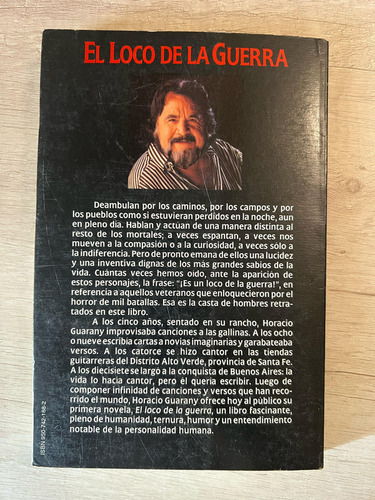 EL LOCO DE LA GUERRA
Deambulan por los caminos, por los campos y por
los pueblos como si estuvieran perdidos en la noche, aun
en pleno día. Hablan y actúan de una manera distinta al
resto de los mortales; a veces espantan, a veces nos
mueven a la compasión o a la curiosidad, a veces sólo a
la indiferencia. Pero de pronto emana de ellos una lucidez
y una inventiva dignas de los más grandes sabios de la
vida. Cuántas veces hemos oído, ante la aparición de
estos personajes, la frase: "¡Es un loco de la guerra!", en
referencia a aquellos veteranos que enloquecieron por el
horror de mil batallas. Esa es la casta de hombres retra-
tados en este libro.
A los cinco años, sentado en su rancho, Horacio
Guarany improvisaba canciones a las gallinas. A los ocho
o nueve escribía cartas a novias imaginarias y garabateaba
versos. A los catorce se hizo cantor en las tiendas
guitarreras del Distrito Alto Verde, provincia de Santa Fe.
A los diecisiete se largó a la conquista de Buenos Aires: la
vida lo hacía cantor, pero él quería escribir. Luego de
componer infinidad de canciones y versos que han reco-
rrido el mundo, Horacio Guarany ofrece hoy al público su
primera novela, El loco de la guerra, un libro fascinante,
pleno de humanidad, ternura, humor y un entendimiento
notable de la personalidad humana.
ISBN 950-742-188-2